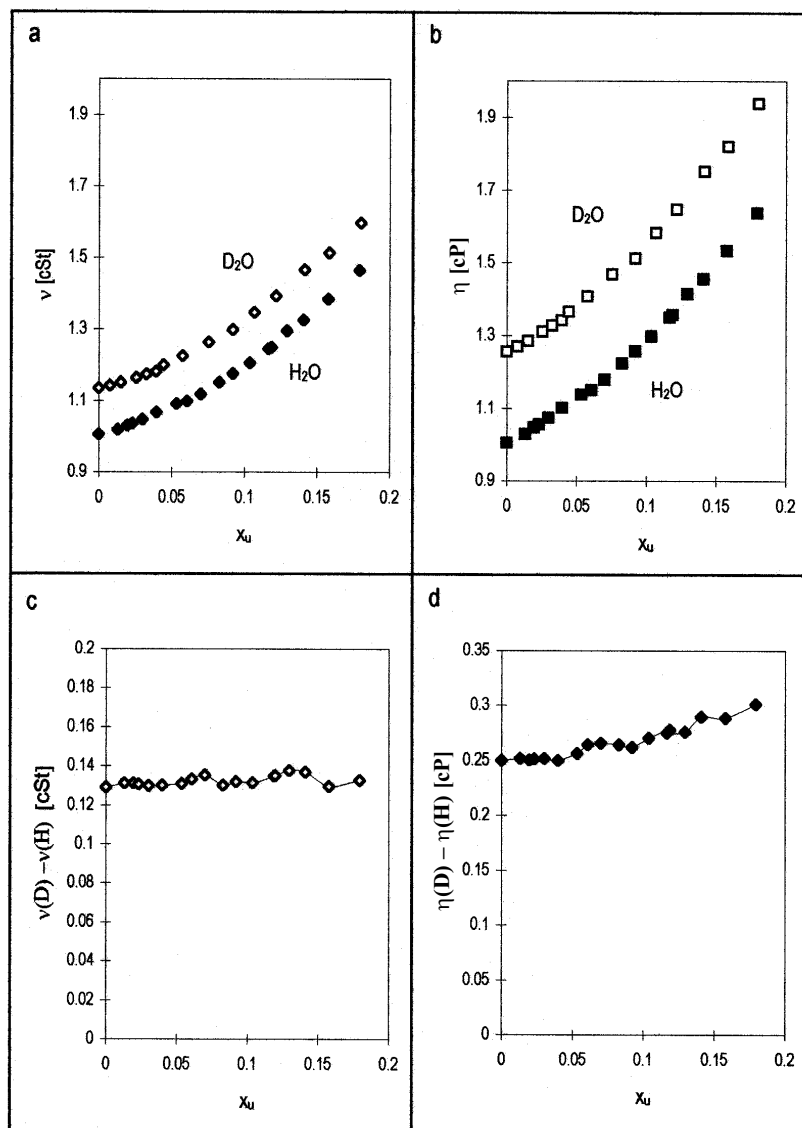 a
1.9
1.7
1.5
1.3
1.1
0.9
ν [cSt]
D₂O
H₂O
0 0.05 0.1 0.15 0.2
Xᵤ
b
1.9
1.7
1.5
1.3
1.1
0.9
η [cP]
D₂O
H₂O
0 0.05 0.1 0.15 0.2
Xᵤ
c
0.2
0.18
0.16
0.14
0.12
0.1
0.08
0.06
0.04
0.02
0
ν(D) – ν(H) [cSt]
0 0.05 0.1 0.15 0.2
Xᵤ
d
0.35
0.3
0.25
0.2
0.15
0.1
0.05
0
η(D) – η(H) [cP]
0 0.05 0.1 0.15 0.2
Xᵤ